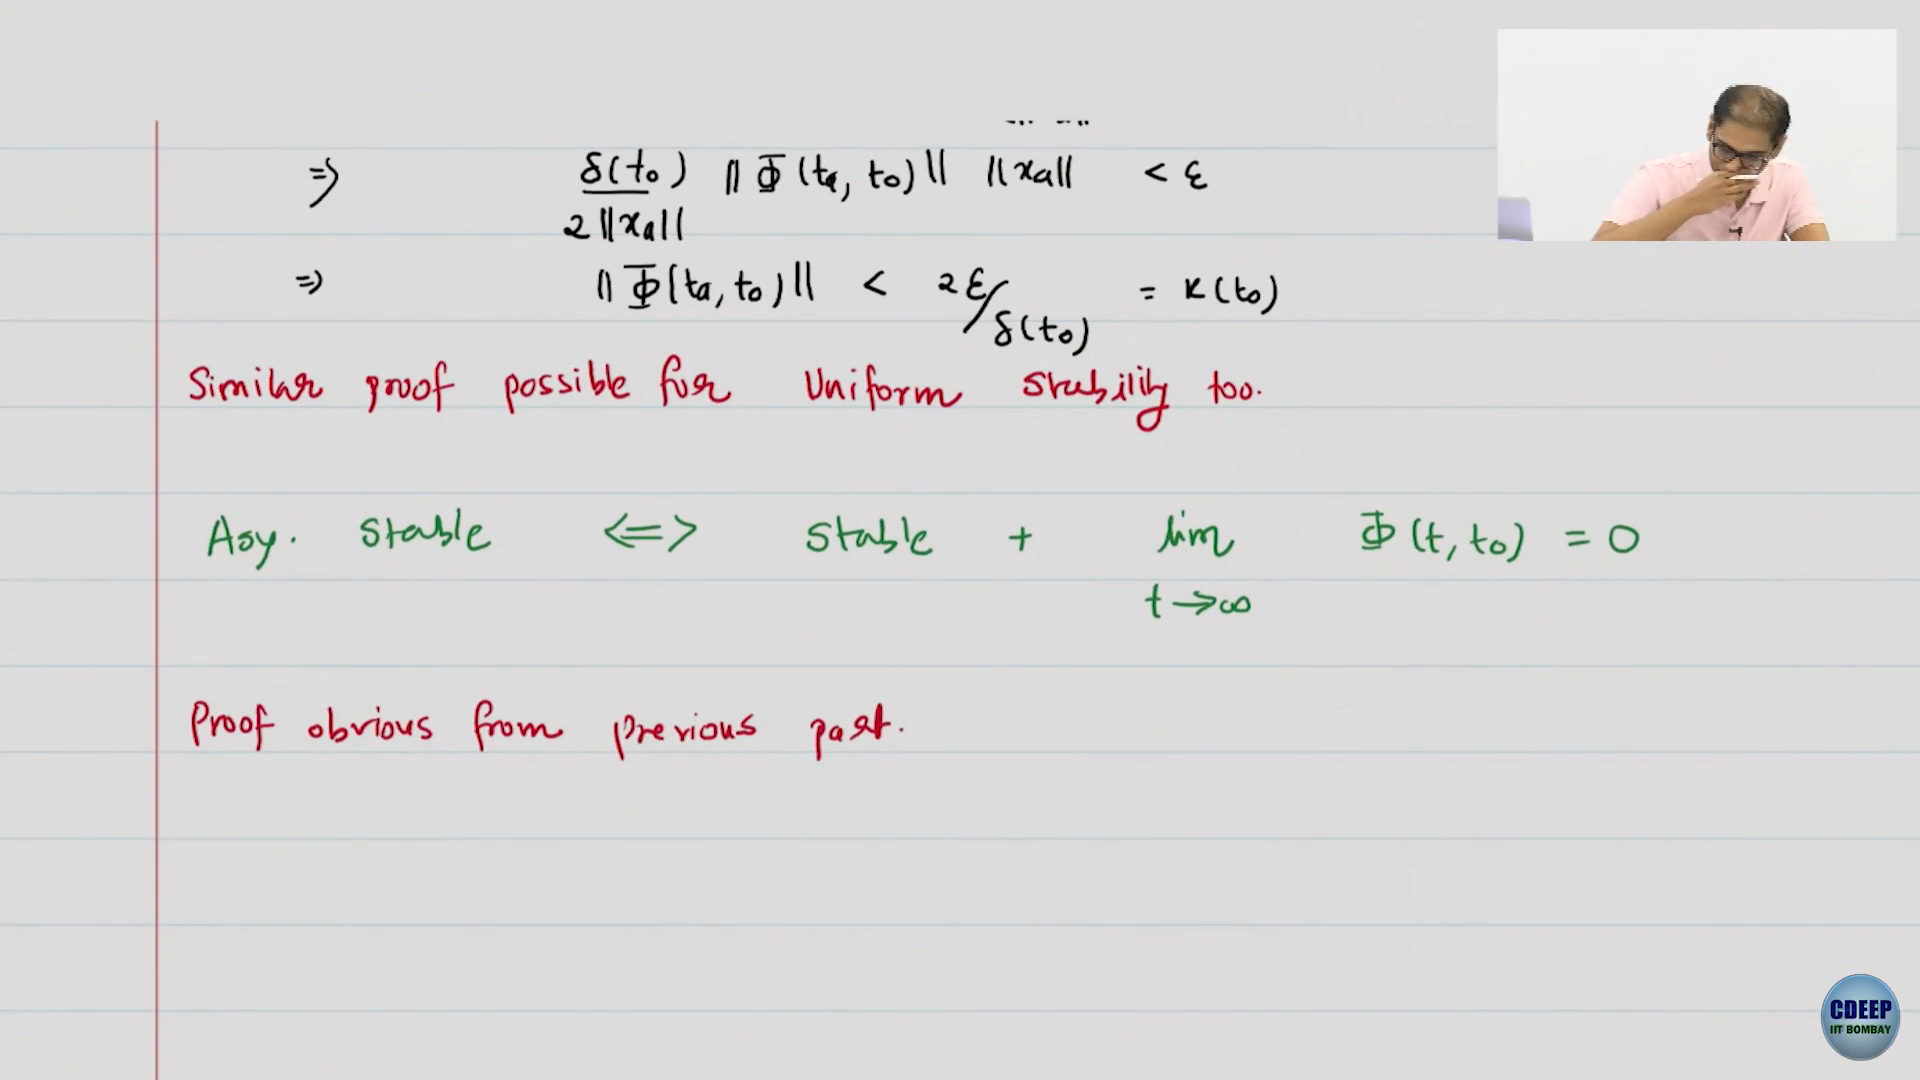 => δ(t₀) ‖Φ(tₐ, t₀)‖ ‖xₐ‖ < ε
2‖xₐ‖
=> ‖Φ(tₐ, t₀)‖ < 2ε/δ(t₀) = K(t₀)
Similar proof possible for Uniform stability too.
Asy. Stable <=> Stable + lim Φ(t, t₀) = 0
t→∞
Proof obvious from previous part.
CDEEP
IIT BOMBAY